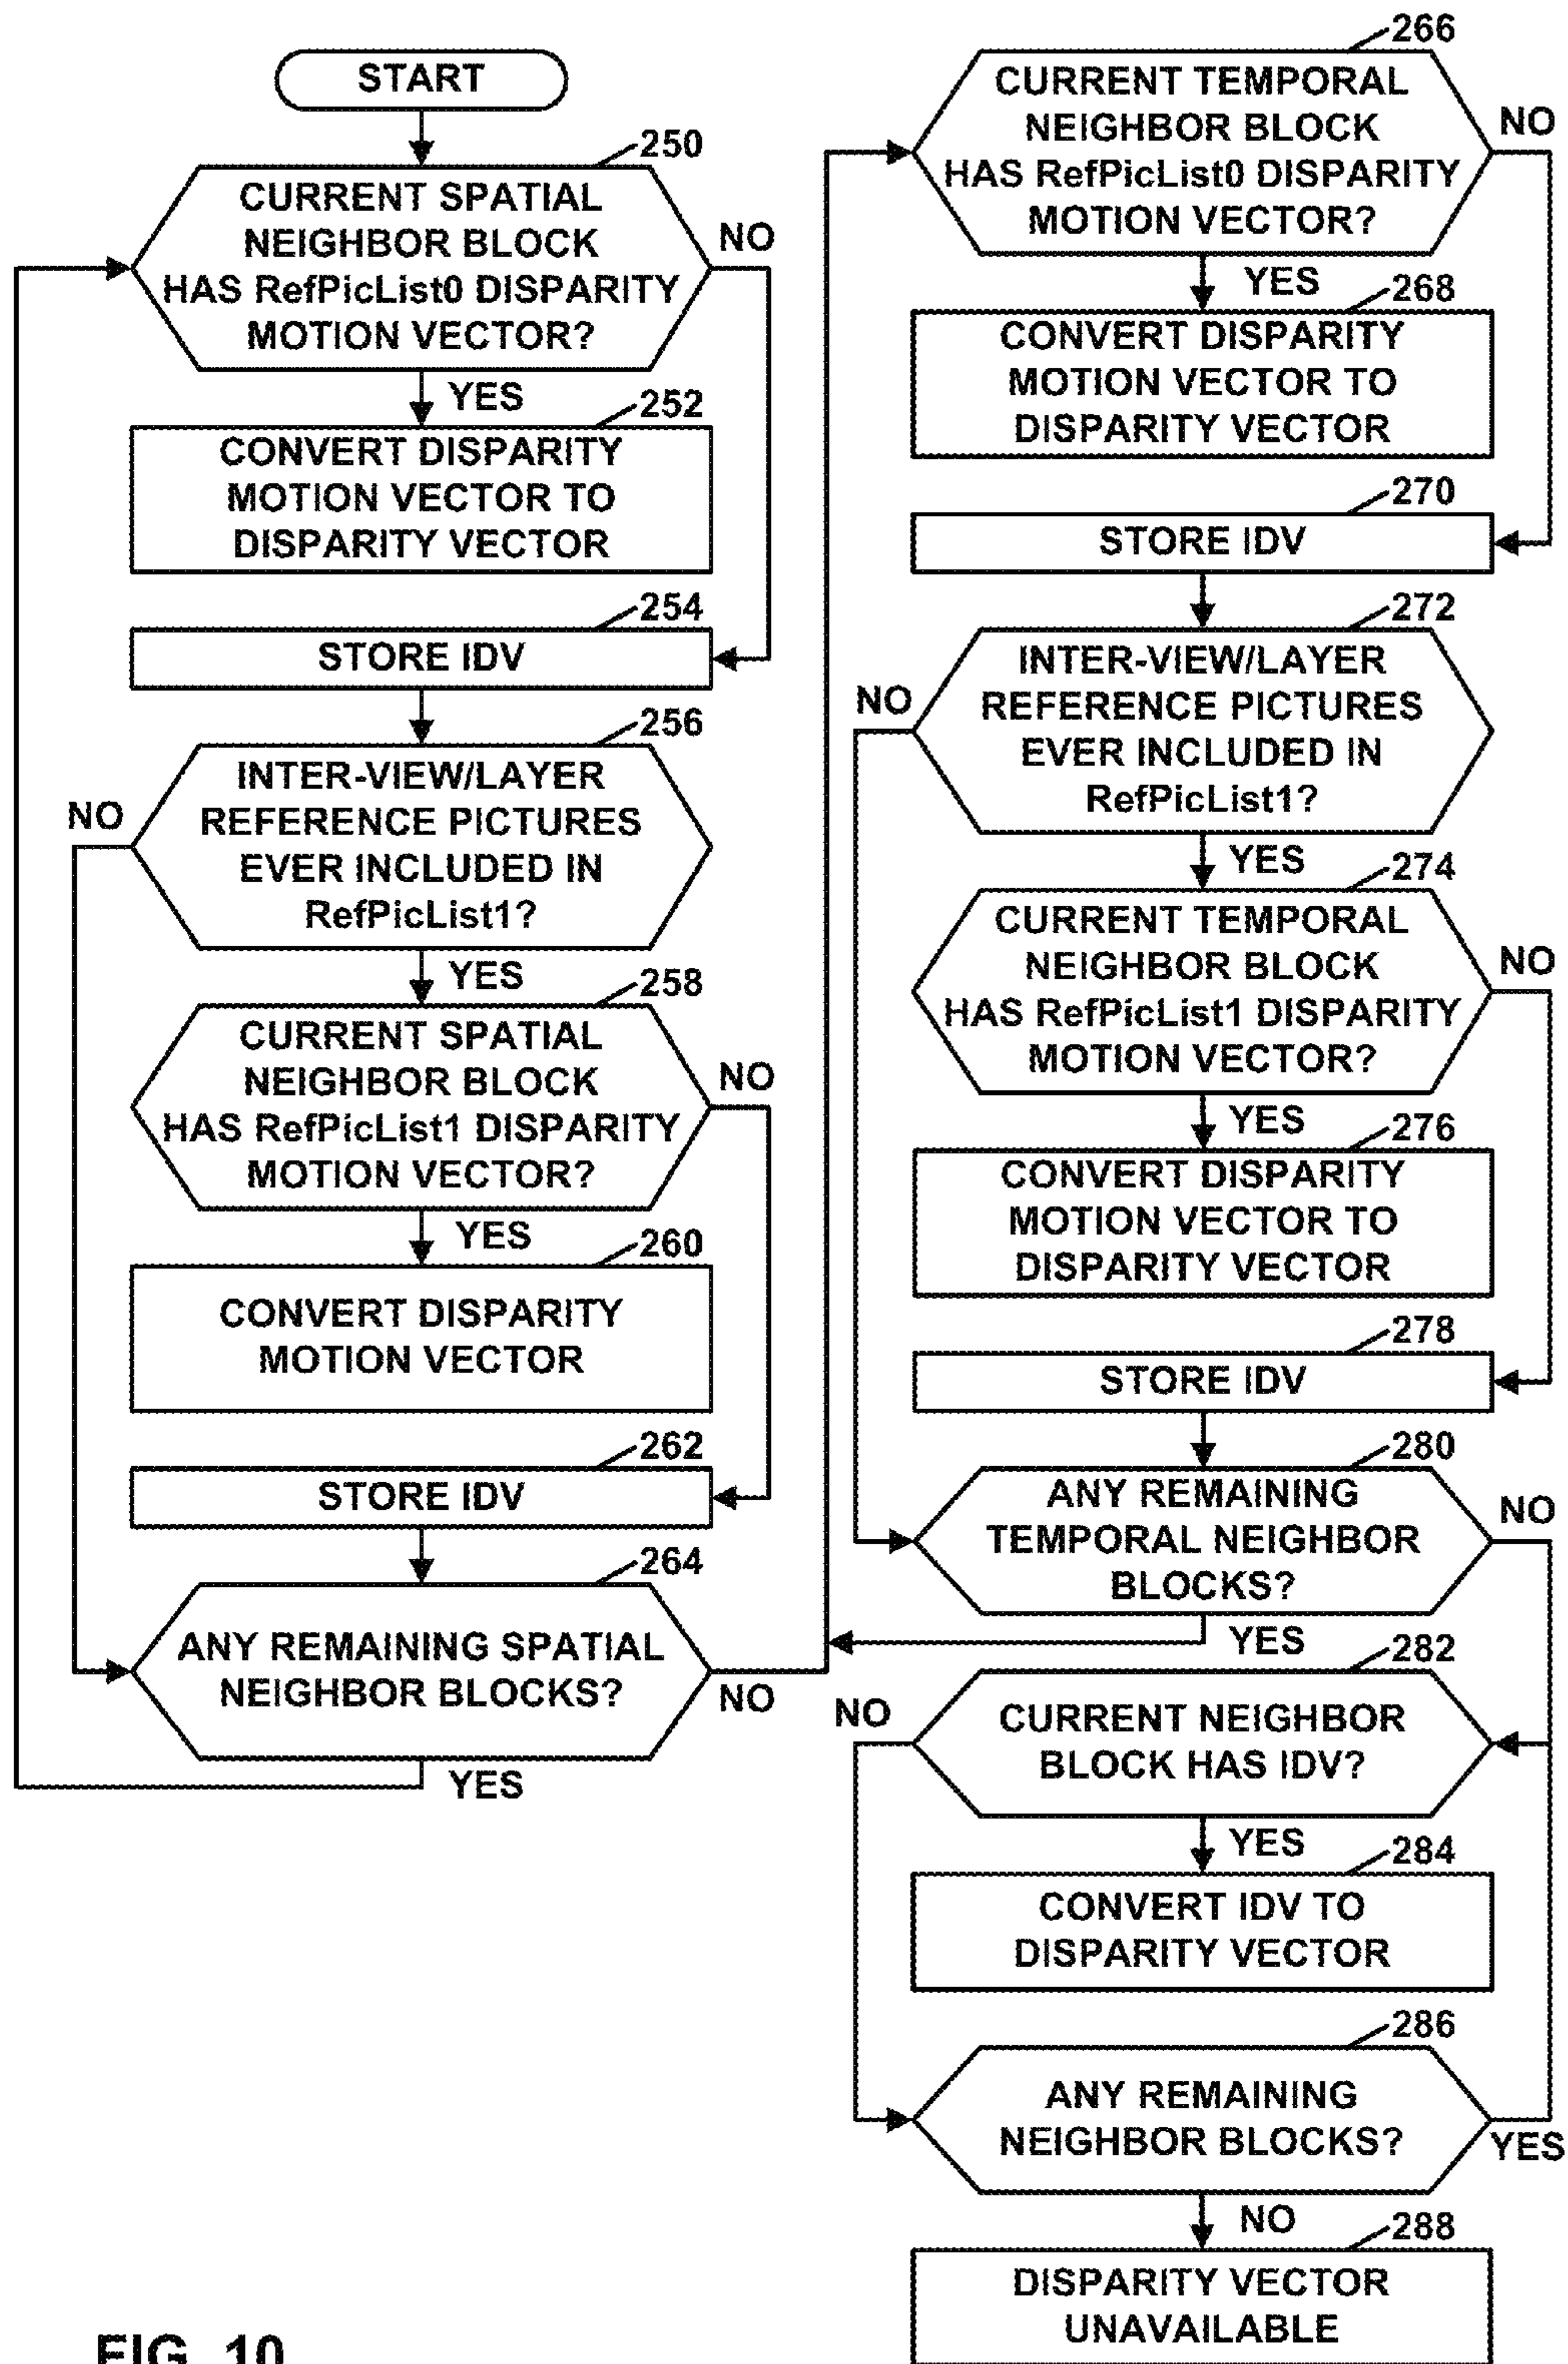 START
250
CURRENT SPATIAL
NEIGHBOR BLOCK
HAS RefPicList0 DISPARITY
MOTION VECTOR?
NO
YES
252
CONVERT DISPARITY
MOTION VECTOR TO
DISPARITY VECTOR
254
STORE IDV
256
INTER-VIEW/LAYER
REFERENCE PICTURES
EVER INCLUDED IN
RefPicList1?
NO
YES
258
CURRENT SPATIAL
NEIGHBOR BLOCK
HAS RefPicList1 DISPARITY
MOTION VECTOR?
NO
YES
260
CONVERT DISPARITY
MOTION VECTOR
262
STORE IDV
264
ANY REMAINING SPATIAL
NEIGHBOR BLOCKS?
NO
YES
266
CURRENT TEMPORAL
NEIGHBOR BLOCK
HAS RefPicList0 DISPARITY
MOTION VECTOR?
NO
YES
268
CONVERT DISPARITY
MOTION VECTOR TO
DISPARITY VECTOR
270
STORE IDV
272
INTER-VIEW/LAYER
REFERENCE PICTURES
EVER INCLUDED IN
RefPicList1?
NO
YES
274
CURRENT TEMPORAL
NEIGHBOR BLOCK
HAS RefPicList1 DISPARITY
MOTION VECTOR?
NO
YES
276
CONVERT DISPARITY
MOTION VECTOR TO
DISPARITY VECTOR
278
STORE IDV
280
ANY REMAINING
TEMPORAL NEIGHBOR
BLOCKS?
NO
YES
282
CURRENT NEIGHBOR
BLOCK HAS IDV?
NO
YES
284
CONVERT IDV TO
DISPARITY VECTOR
286
ANY REMAINING
NEIGHBOR BLOCKS?
YES
NO
288
DISPARITY VECTOR
UNAVAILABLE
FIG. 10